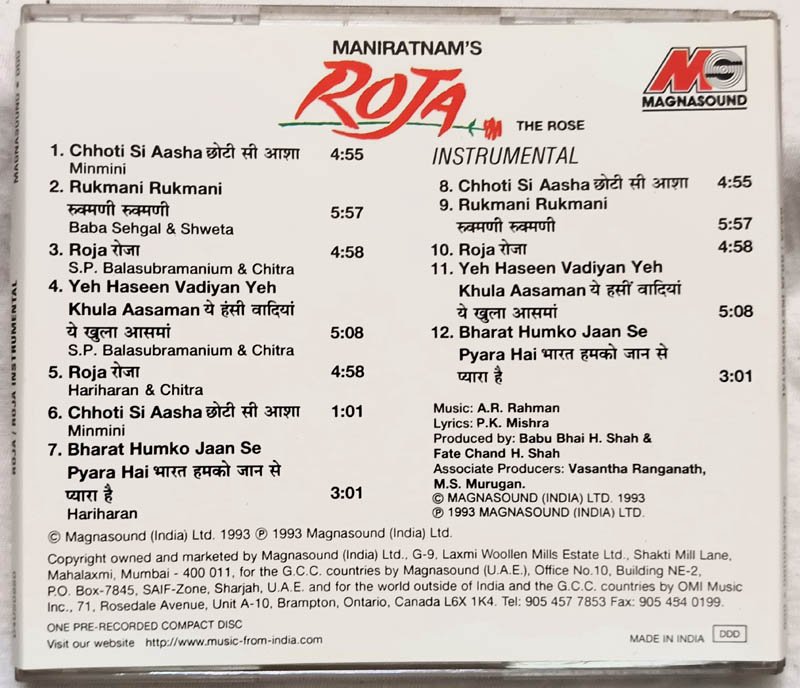 MANIRATNAM'S
ROJA
THE ROSE
MS
MAGNASOUND
1. Chhoti Si Aasha छोटी सी आशा 4:55
Minmini
2. Rukmani Rukmani
रुक्मणी रुक्मणी 5:57
Baba Sehgal & Shweta
3. Roja रोजा 4:58
S.P. Balasubramanium & Chitra
4. Yeh Haseen Vadiyan Yeh
Khula Aasaman ये हंसी वादियां
ये खुला आसमां 5:08
S.P. Balasubramanium & Chitra
5. Roja रोजा 4:58
Hariharan & Chitra
6. Chhoti Si Aasha छोटी सी आशा 1:01
Minmini
7. Bharat Humko Jaan Se
Pyara Hai भारत हमको जान से
प्यारा है 3:01
Hariharan
INSTRUMENTAL
8. Chhoti Si Aasha छोटी सी आशा 4:55
9. Rukmani Rukmani
रुक्मणी रुक्मणी 5:57
10. Roja रोजा 4:58
11. Yeh Haseen Vadiyan Yeh
Khula Aasaman ये हसीं वादियां
ये खुला आसमां 5:08
12. Bharat Humko Jaan Se
Pyara Hai भारत हमको जान से
प्यारा है 3:01
Music: A.R. Rahman
Lyrics: P.K. Mishra
Produced by: Babu Bhai H. Shah &
Fate Chand H. Shah
Associate Producers: Vasantha Ranganath,
M.S. Murugan.
© MAGNASOUND (INDIA) LTD. 1993
℗ 1993 MAGNASOUND (INDIA) LTD.
© Magnasound (India) Ltd. 1993 ℗ 1993 Magnasound (India) Ltd.
Copyright owned and marketed by Magnasound (India) Ltd., G-9, Laxmi Woollen Mills Estate Ltd., Shakti Mill Lane,
Mahalaxmi, Mumbai - 400 011, for the G.C.C. countries by Magnasound (U.A.E.), Office No.10, Building NE-2,
P.O. Box-7845, SAIF-Zone, Sharjah, U.A.E. and for the world outside of India and the G.C.C. countries by OMI Music
Inc., 71, Rosedale Avenue, Unit A-10, Brampton, Ontario, Canada L6X 1K4. Tel: 905 457 7853 Fax: 905 454 0199.
ONE PRE-RECORDED COMPACT DISC
Visit our website http://www.music-from-india.com
MADE IN INDIA DDD
MAGNASOUND • DDD
ROJA / ROJA INSTRUMENTAL